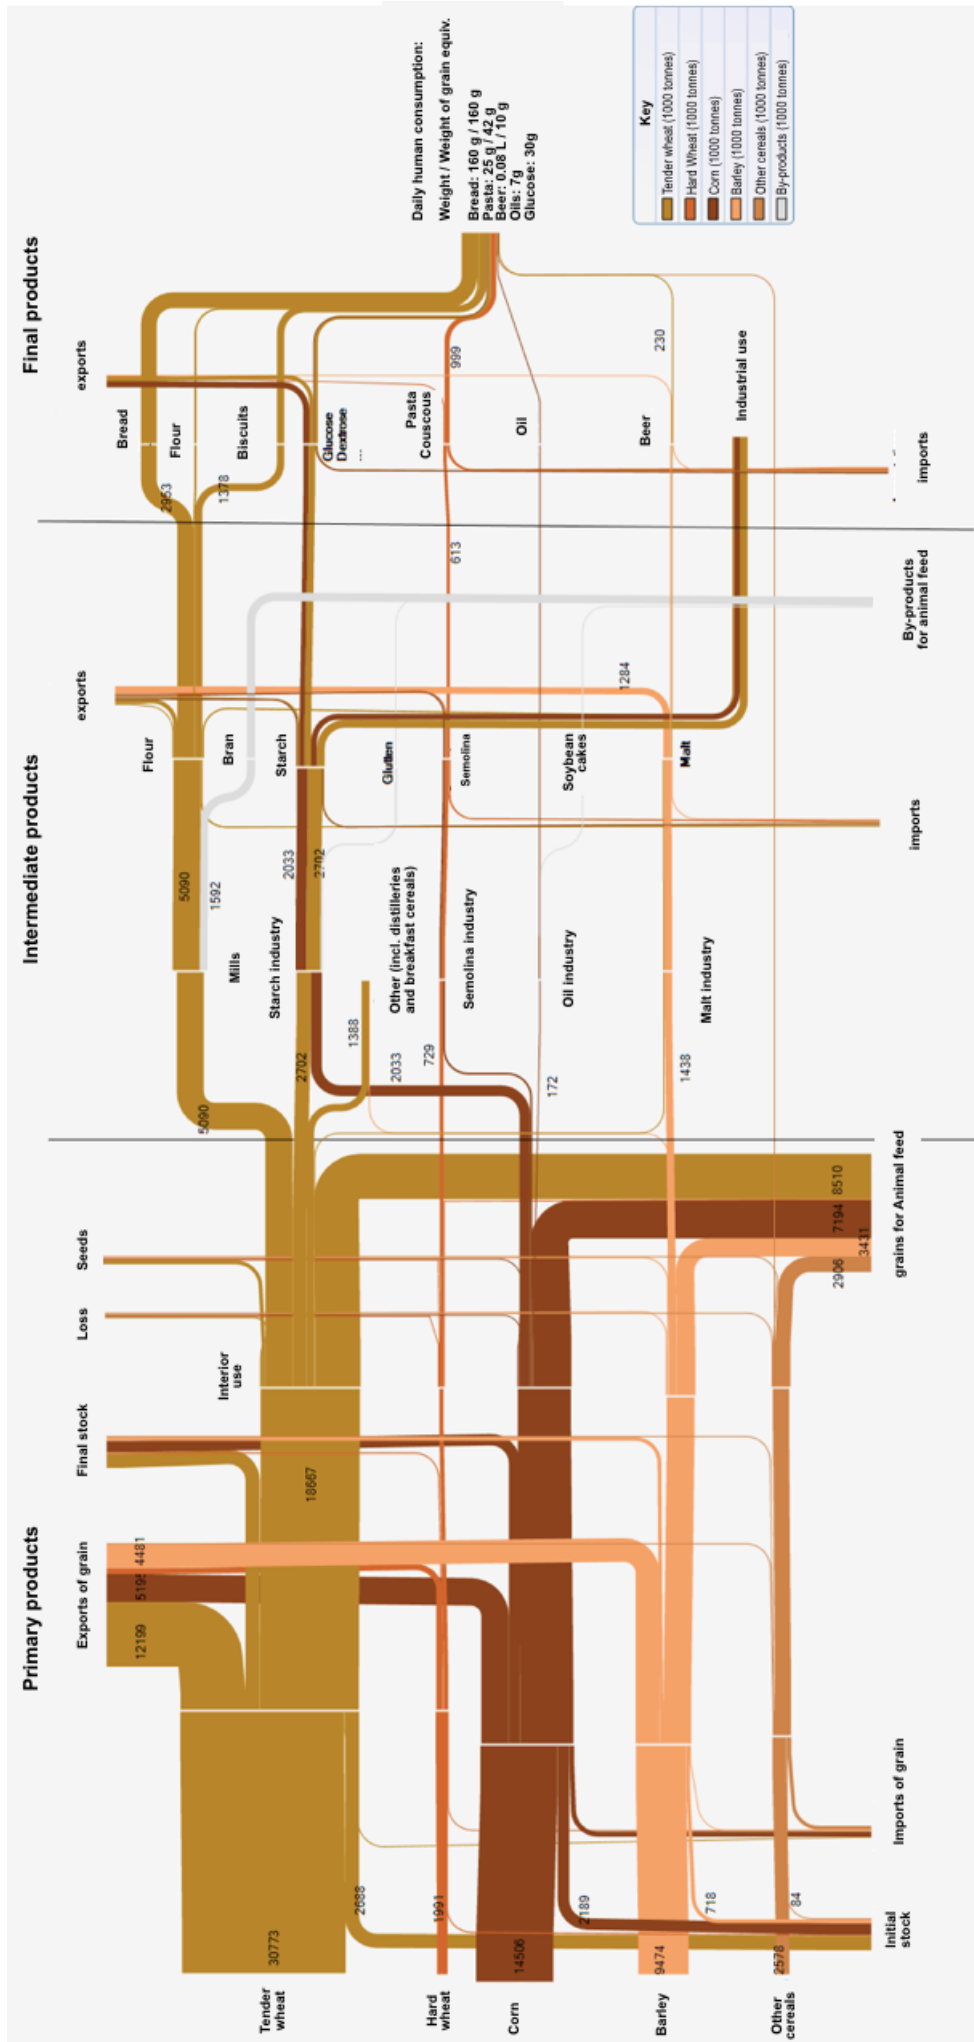 Primary products
Intermediate products
Final products
Exports of grain
Final stock
Loss
Seeds
exports
exports
Tender
wheat
30773
2688
12199
5195
4481
18667
Interior
use
Hard
wheat
1991
Corn
14506
2189
Barley
9474
718
Other
cereals
2578
84
Initial
stock
Imports of grain
grains for Animal feed
8510
7194
3431
2906
5090
2702
1388
2033
729
172
1438
Mills
Starch industry
Other (incl. distilleries
and breakfast cereals)
Semolina industry
Oil industry
Malt industry
5090
1592
2033
2702
Flour
Bran
Starch
Glutten
Semolina
Soybean
cakes
Malt
1284
imports
By-products
for animal feed
613
2953
1378
Bread
Flour
Biscuits
Glucose
Dextrose
...
Pasta
Couscous
Oil
Beer
Industrial use
999
230
imports
Daily human consumption:
Weight / Weight of grain equiv.
Bread: 160 g / 160 g
Pasta: 25 g / 42 g
Beer: 0.08 L / 10 g
Oils: 7g
Glucose: 30g
Key
Tender wheat (1000 tonnes)
Hard Wheat (1000 tonnes)
Corn (1000 tonnes)
Barley (1000 tonnes)
Other cereals (1000 tonnes)
By-products (1000 tonnes)